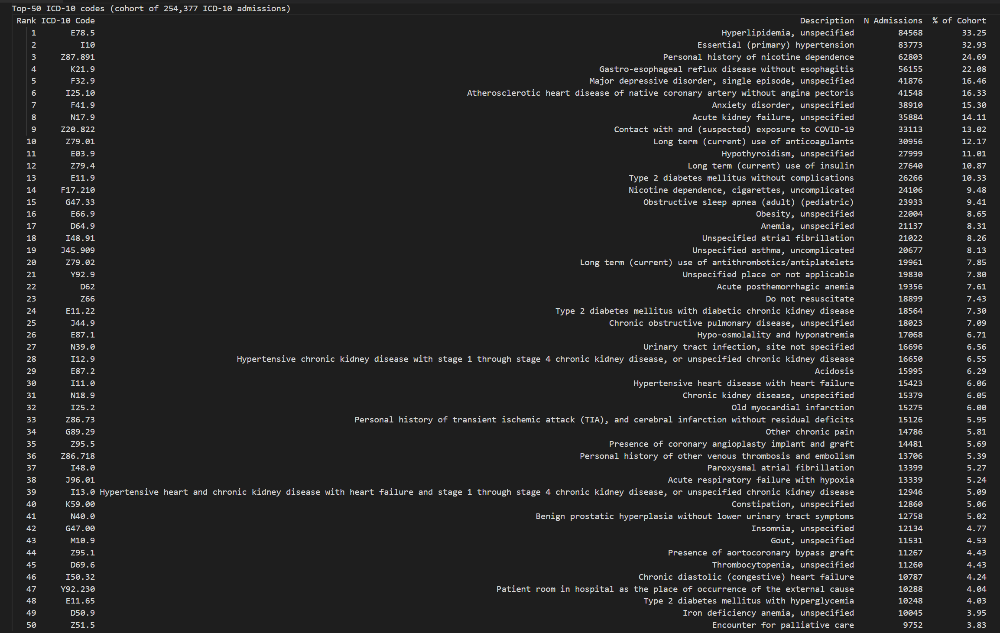 Top-50 ICD-10 codes (cohort of 254,377 ICD-10 admissions)
Rank ICD-10 Code Description N Admissions % of Cohort
1 E78.5 Hyperlipidemia, unspecified 84568 33.25
2 I10 Essential (primary) hypertension 83773 32.93
3 Z87.891 Personal history of nicotine dependence 62803 24.69
4 K21.9 Gastro-esophageal reflux disease without esophagitis 56155 22.08
5 F32.9 Major depressive disorder, single episode, unspecified 41876 16.46
6 I25.10 Atherosclerotic heart disease of native coronary artery without angina pectoris 41548 16.33
7 F41.9 Anxiety disorder, unspecified 38910 15.30
8 N17.9 Acute kidney failure, unspecified 35884 14.11
9 Z20.822 Contact with and (suspected) exposure to COVID-19 33113 13.02
10 Z79.01 Long term (current) use of anticoagulants 30956 12.17
11 E03.9 Hypothyroidism, unspecified 27999 11.01
12 Z79.4 Long term (current) use of insulin 27640 10.87
13 E11.9 Type 2 diabetes mellitus without complications 26266 10.33
14 F17.210 Nicotine dependence, cigarettes, uncomplicated 24106 9.48
15 G47.33 Obstructive sleep apnea (adult) (pediatric) 23933 9.41
16 E66.9 Obesity, unspecified 22004 8.65
17 D64.9 Anemia, unspecified 21137 8.31
18 I48.91 Unspecified atrial fibrillation 21022 8.26
19 J45.909 Unspecified asthma, uncomplicated 20677 8.13
20 Z79.02 Long term (current) use of antithrombotics/antiplatelets 19961 7.85
21 Y92.9 Unspecified place or not applicable 19830 7.80
22 D62 Acute posthemorrhagic anemia 19356 7.61
23 Z66 Do not resuscitate 18899 7.43
24 E11.22 Type 2 diabetes mellitus with diabetic chronic kidney disease 18564 7.30
25 J44.9 Chronic obstructive pulmonary disease, unspecified 18023 7.09
26 E87.1 Hypo-osmolality and hyponatremia 17068 6.71
27 N39.0 Urinary tract infection, site not specified 16696 6.56
28 I12.9 Hypertensive chronic kidney disease with stage 1 through stage 4 chronic kidney disease, or unspecified chronic kidney disease 16650 6.55
29 E87.2 Acidosis 15995 6.29
30 I11.0 Hypertensive heart disease with heart failure 15423 6.06
31 N18.9 Chronic kidney disease, unspecified 15379 6.05
32 I25.2 Old myocardial infarction 15275 6.00
33 Z86.73 Personal history of transient ischemic attack (TIA), and cerebral infarction without residual deficits 15126 5.95
34 G89.29 Other chronic pain 14786 5.81
35 Z95.5 Presence of coronary angioplasty implant and graft 14481 5.69
36 Z86.718 Personal history of other venous thrombosis and embolism 13706 5.39
37 I48.0 Paroxysmal atrial fibrillation 13399 5.27
38 J96.01 Acute respiratory failure with hypoxia 13339 5.24
39 I13.0 Hypertensive heart and chronic kidney disease with heart failure and stage 1 through stage 4 chronic kidney disease, or unspecified chronic kidney disease 12946 5.09
40 K59.00 Constipation, unspecified 12860 5.06
41 N40.0 Benign prostatic hyperplasia without lower urinary tract symptoms 12758 5.02
42 G47.00 Insomnia, unspecified 12134 4.77
43 M10.9 Gout, unspecified 11531 4.53
44 Z95.1 Presence of aortocoronary bypass graft 11267 4.43
45 D69.6 Thrombocytopenia, unspecified 11260 4.43
46 I50.32 Chronic diastolic (congestive) heart failure 10787 4.24
47 Y92.230 Patient room in hospital as the place of occurrence of the external cause 10288 4.04
48 E11.65 Type 2 diabetes mellitus with hyperglycemia 10248 4.03
49 D50.9 Iron deficiency anemia, unspecified 10045 3.95
50 Z51.5 Encounter for palliative care 9752 3.83